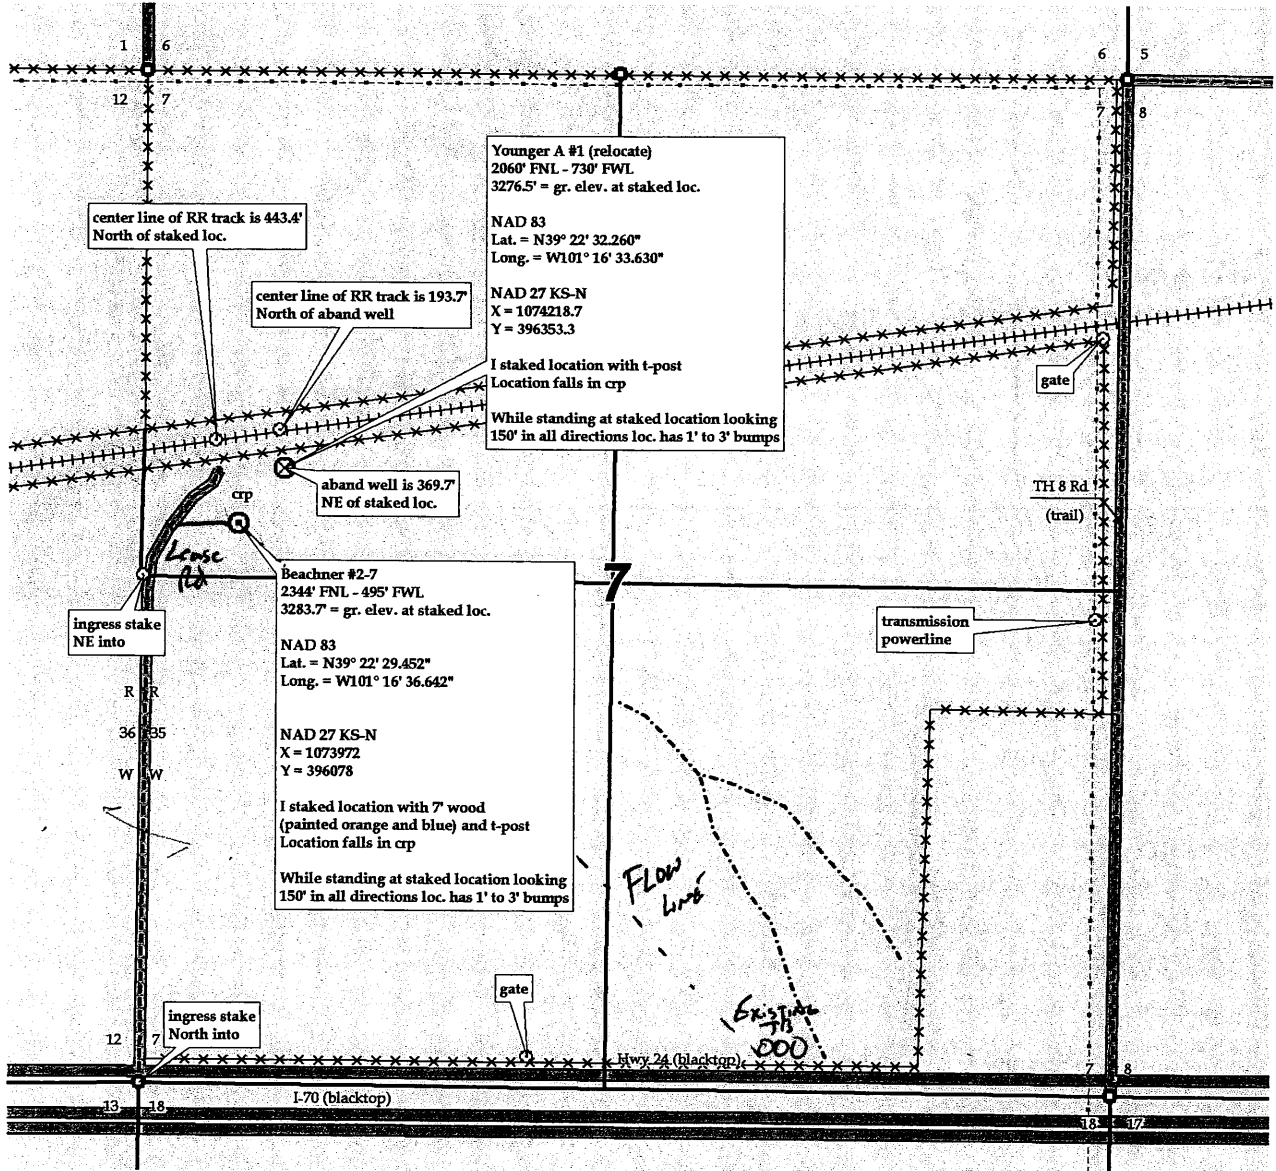 1 6
6 5
12 7
7 8
Younger A #1 (relocate)
2060' FNL - 730' FWL
3276.5' = gr. elev. at staked loc.
NAD 83
Lat. = N39° 22' 32.260"
Long. = W101° 16' 33.630"
NAD 27 KS-N
X = 1074218.7
Y = 396353.3
I staked location with t-post
Location falls in crp
While standing at staked location looking
150' in all directions loc. has 1' to 3' bumps
center line of RR track is 443.4'
North of staked loc.
center line of RR track is 193.7'
North of aband well
gate
aband well is 369.7'
NE of staked loc.
crp
TH 8 Rd
(trail)
Lease
Rd
7
Beachner #2-7
2344' FNL - 495' FWL
3283.7' = gr. elev. at staked loc.
NAD 83
Lat. = N39° 22' 29.452"
Long. = W101° 16' 36.642"
NAD 27 KS-N
X = 1073972
Y = 396078
I staked location with 7' wood
(painted orange and blue) and t-post
Location falls in crp
While standing at staked location looking
150' in all directions loc. has 1' to 3' bumps
ingress stake
NE into
transmission
powerline
R R
36 35
W W
FLOW
LINE
gate
Existing
TB
000
ingress stake
North into
12 7
Hwy 24 (blacktop)
7 8
I-70 (blacktop)
13 18
18 17